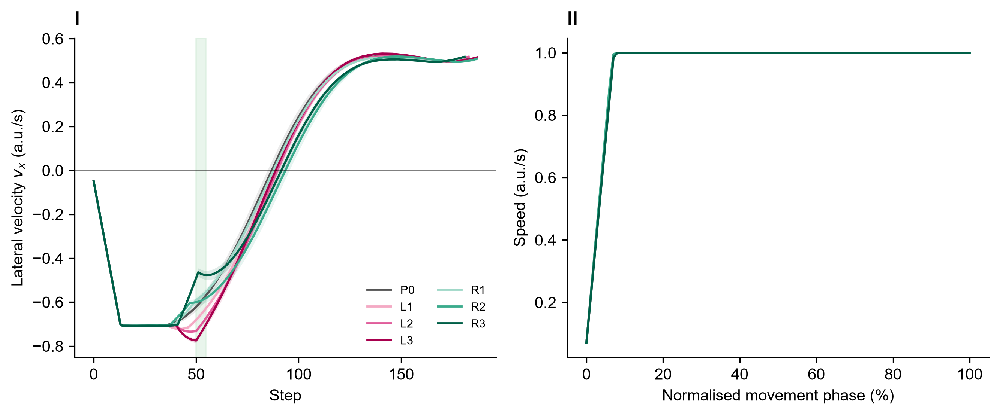 I
Lateral velocity vx (a.u./s)
0.6
0.4
0.2
0.0
−0.2
−0.4
−0.6
−0.8
0
50
100
150
Step
P0
L1
L2
L3
R1
R2
R3
II
Speed (a.u./s)
1.0
0.8
0.6
0.4
0.2
0
20
40
60
80
100
Normalised movement phase (%)